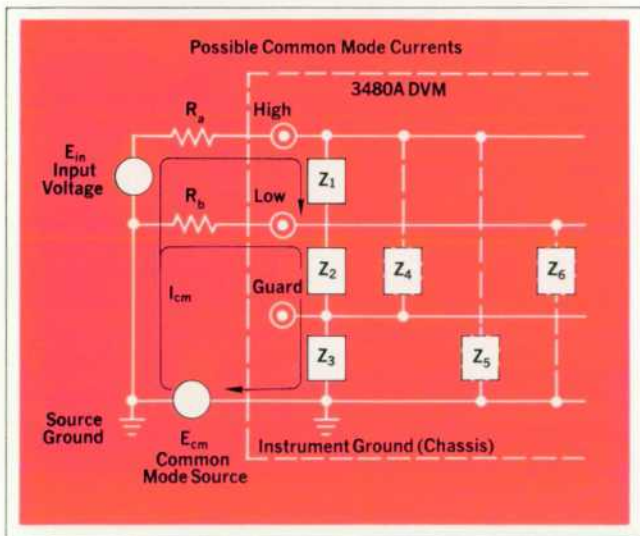 Possible Common Mode Currents
3480A DVM
Ra
High
Ein
Input
Voltage
Z1
Rb
Low
Z2
Z4
Z6
Icm
Guard
Z3
Z5
Source
Ground
Ecm
Common
Mode Source
Instrument Ground (Chassis)